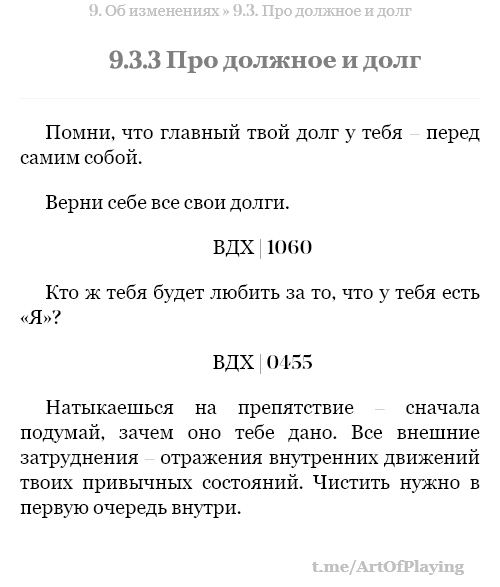 9. Об изменениях » 9.3. Про должное и долг
9.3.3 Про должное и долг
Помни, что главный твой долг у тебя – перед
самим собой.
Верни себе все свои долги.
ВДХ | 1060
Кто ж тебя будет любить за то, что у тебя есть
«Я»?
ВДХ | 0455
Натыкаешься на препятствие – сначала
подумай, зачем оно тебе дано. Все внешние
затруднения – отражения внутренних движений
твоих привычных состояний. Чистить нужно в
первую очередь внутри.
t.me/ArtOfPlaying